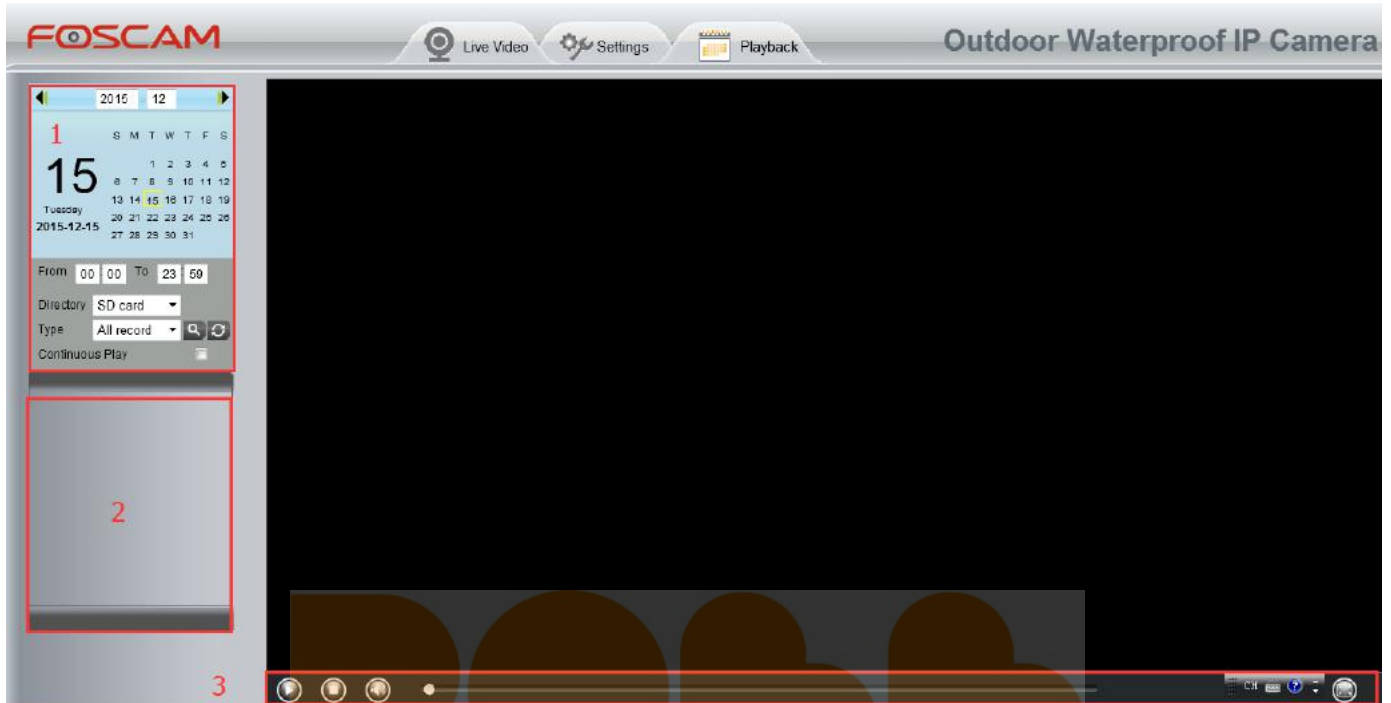 FOSCAM
Live Video
Settings
Playback
Outdoor Waterproof IP Camera
2015 12
1
S M T W T F S
15
1 2 3 4 5
6 7 8 9 10 11 12
13 14 15 16 17 18 19
Tuesday
20 21 22 23 24 25 26
2015-12-15
27 28 29 30 31
From 00 : 00 To 23 : 59
Directory SD card
Type All record
Continuous Play
2
3
CH